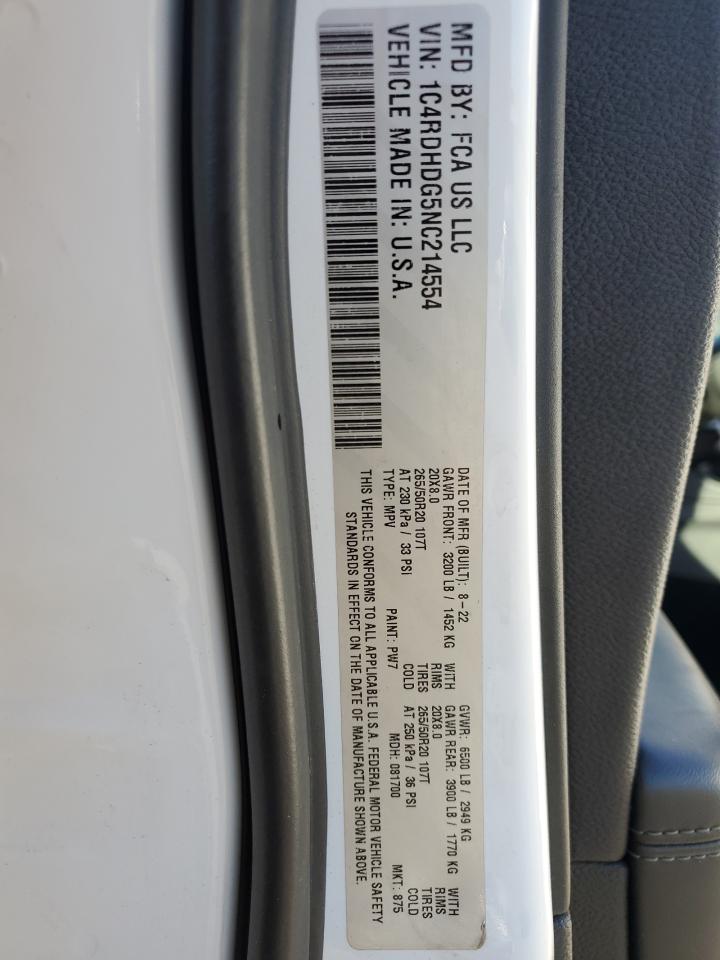 MFD BY: FCA US LLC
VIN: 1C4RDHDG5NC214554
VEHICLE MADE IN: U.S.A.
DATE OF MFR (BUILT): 8-22 GVWR: 6500 LB / 2949 KG
GAWR FRONT: 3200 LB / 1452 KG WITH GAWR REAR: 3900 LB / 1770 KG WITH
20X8.0 RIMS 20X8.0 RIMS
265/50R20 107T TIRES 265/50R20 107T TIRES
AT 230 kPa / 33 PSI COLD AT 250 kPa / 36 PSI COLD
TYPE: MPV PAINT: PW7 MDH: 081700 MKT: 875
THIS VEHICLE CONFORMS TO ALL APPLICABLE U.S.A. FEDERAL MOTOR VEHICLE SAFETY
STANDARDS IN EFFECT ON THE DATE OF MANUFACTURE SHOWN ABOVE.